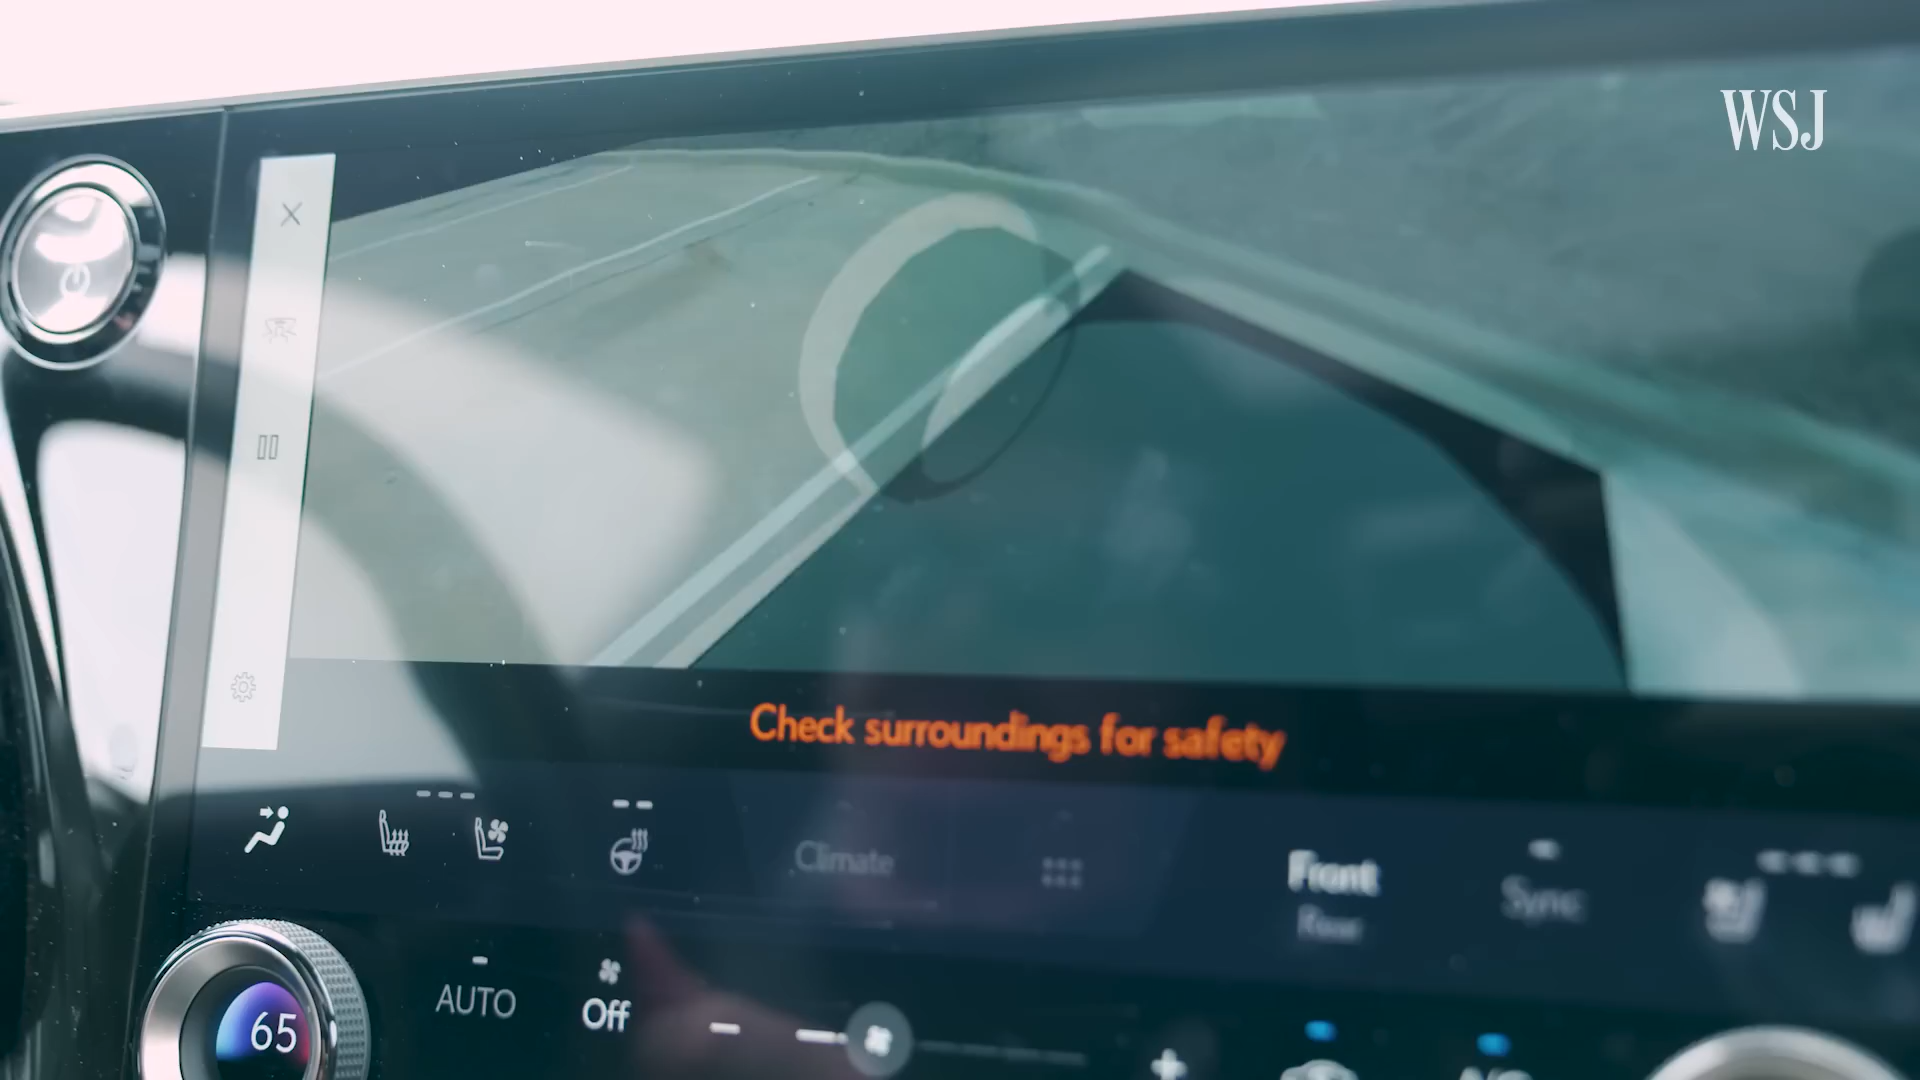 WSJ
Check surroundings for safety
Climate
Front
Rear
Sync
AUTO
Off
65
A/C